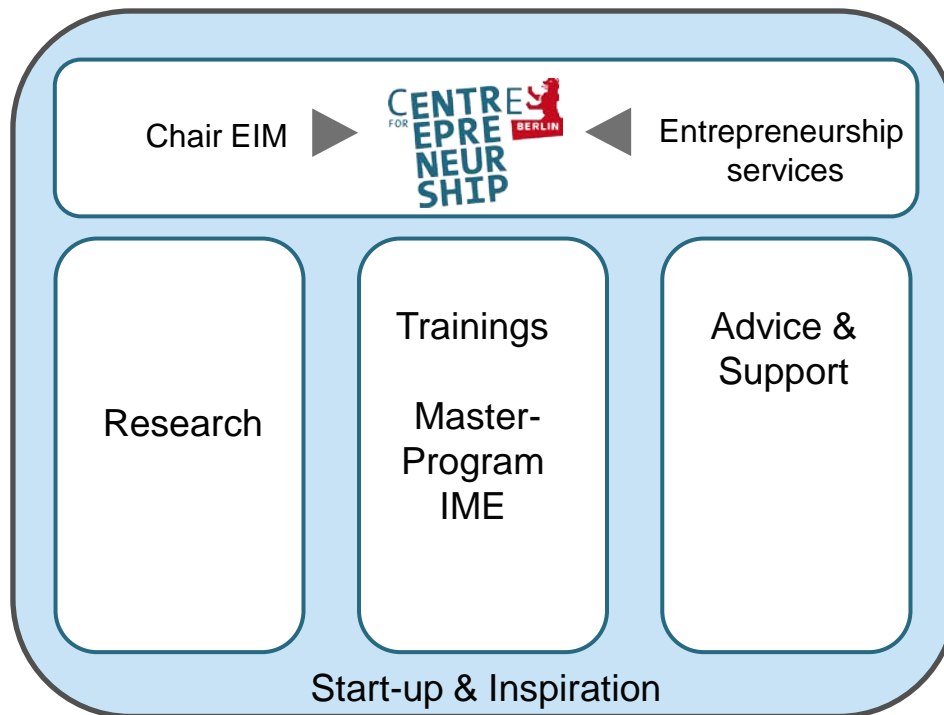 Chair EIM
CENTRE
FOR
EPRE
NEUR
SHIP
BERLIN
Entrepreneurship
services
Research
Trainings
Master-
Program
IME
Advice &
Support
Start-up & Inspiration